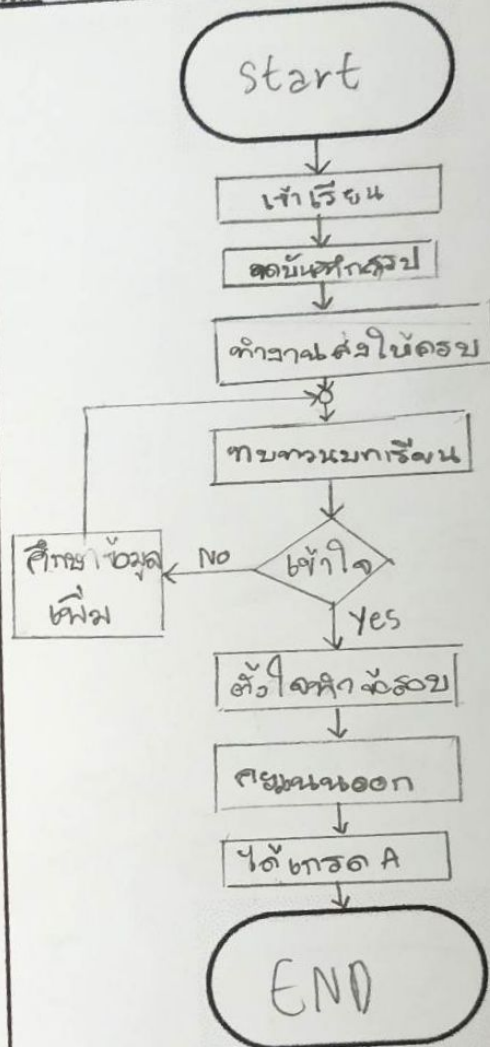 Start
เข้าเรียน
จดบันทึกสรุป
ทำงานส่งให้ครบ
ทบทวนบทเรียน
เข้าใจ
No
ศึกษาข้อมูล
เพิ่ม
Yes
ตั้งใจทำข้อสอบ
คะแนนออก
ได้เกรด A
END